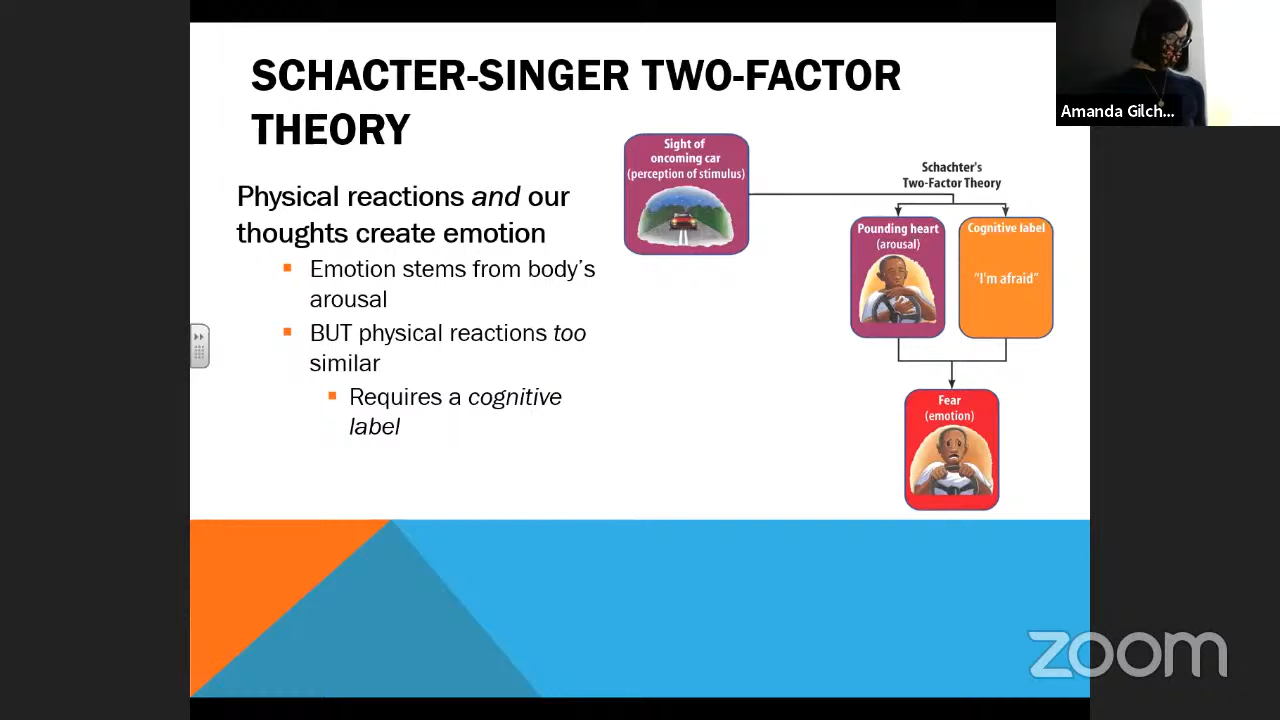 SCHACTER-SINGER TWO-FACTOR
THEORY
Physical reactions and our
thoughts create emotion
Emotion stems from body's
arousal
BUT physical reactions too
similar
Requires a cognitive
label
Sight of
oncoming car
(perception of stimulus)
Schachter's
Two-Factor Theory
Pounding heart
(arousal)
Cognitive label
"I'm afraid"
Fear
(emotion)
Amanda Gilch...
zoom